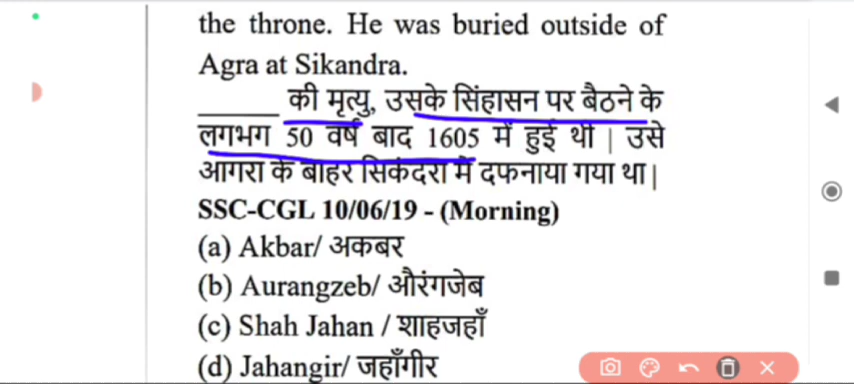 the throne. He was buried outside of
Agra at Sikandra.
______ की मृत्यु, उसके सिंहासन पर बैठने के
लगभग 50 वर्ष बाद 1605 में हुई थी | उसे
आगरा के बाहर सिकंदरा में दफनाया गया था|
SSC-CGL 10/06/19 - (Morning)
(a) Akbar/ अकबर
(b) Aurangzeb/ औरंगजेब
(c) Shah Jahan / शाहजहाँ
(d) Jahangir/ जहाँगीर